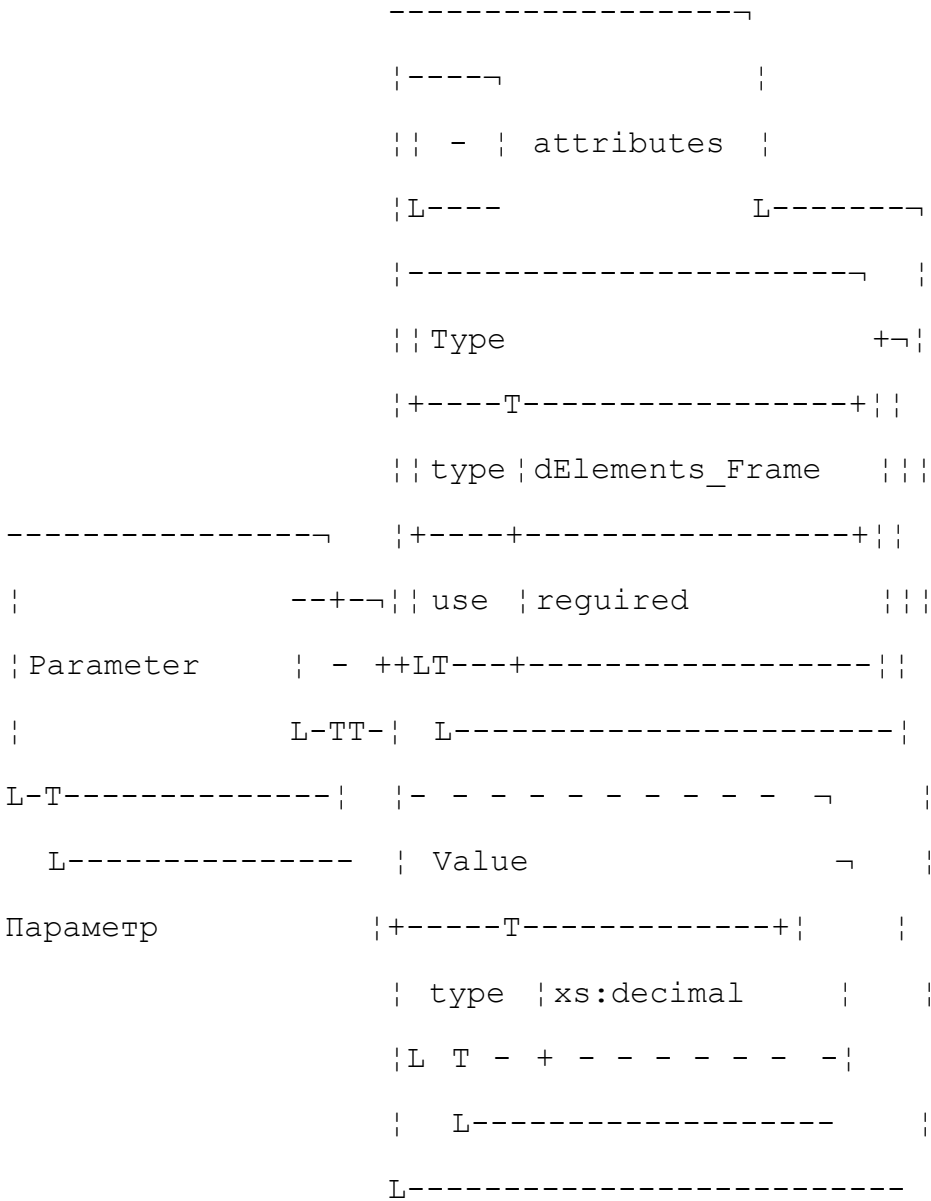 attributes
Type
type dElements_Frame
use reguired
Parameter
Value
Параметр
type xs:decimal